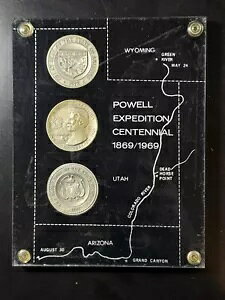 WYOMING
GREEN
RIVER
MAY 24
POWELL
EXPEDITION
CENTENNIAL
1869/1969
UTAH
DEAD
HORSE
POINT
COLORADO RIVER
ARIZONA
AUGUST 30
GRAND CANYON